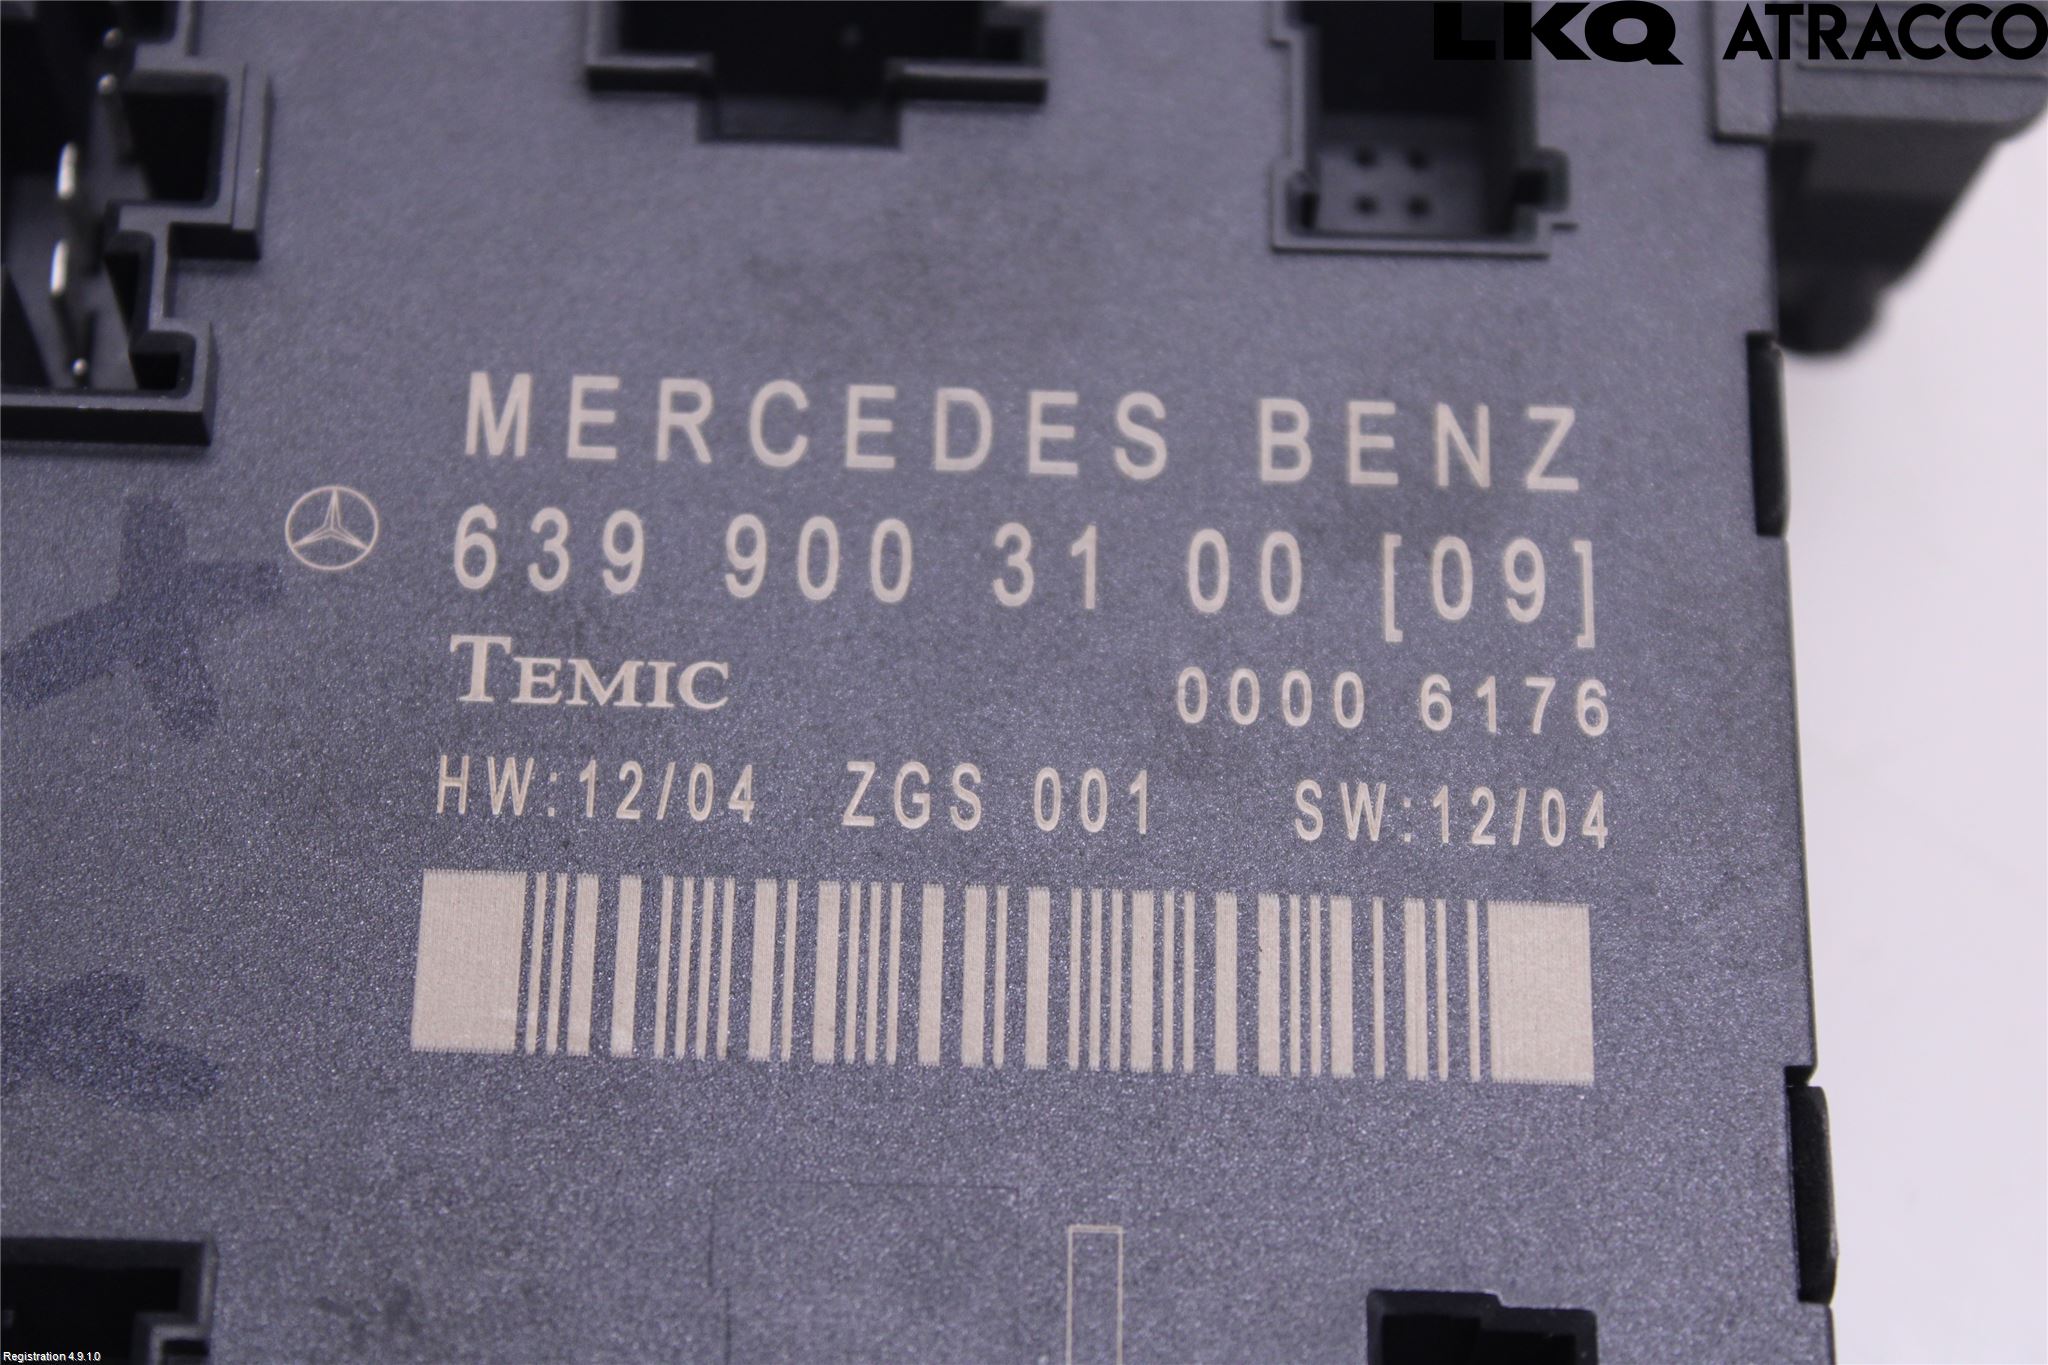 LKQ ATRACCO
MERCEDES BENZ
639 900 31 00 [09]
TEMIC 0000 6176
HW:12/04 ZGS 001 SW:12/04
Registration 4.9.1.0